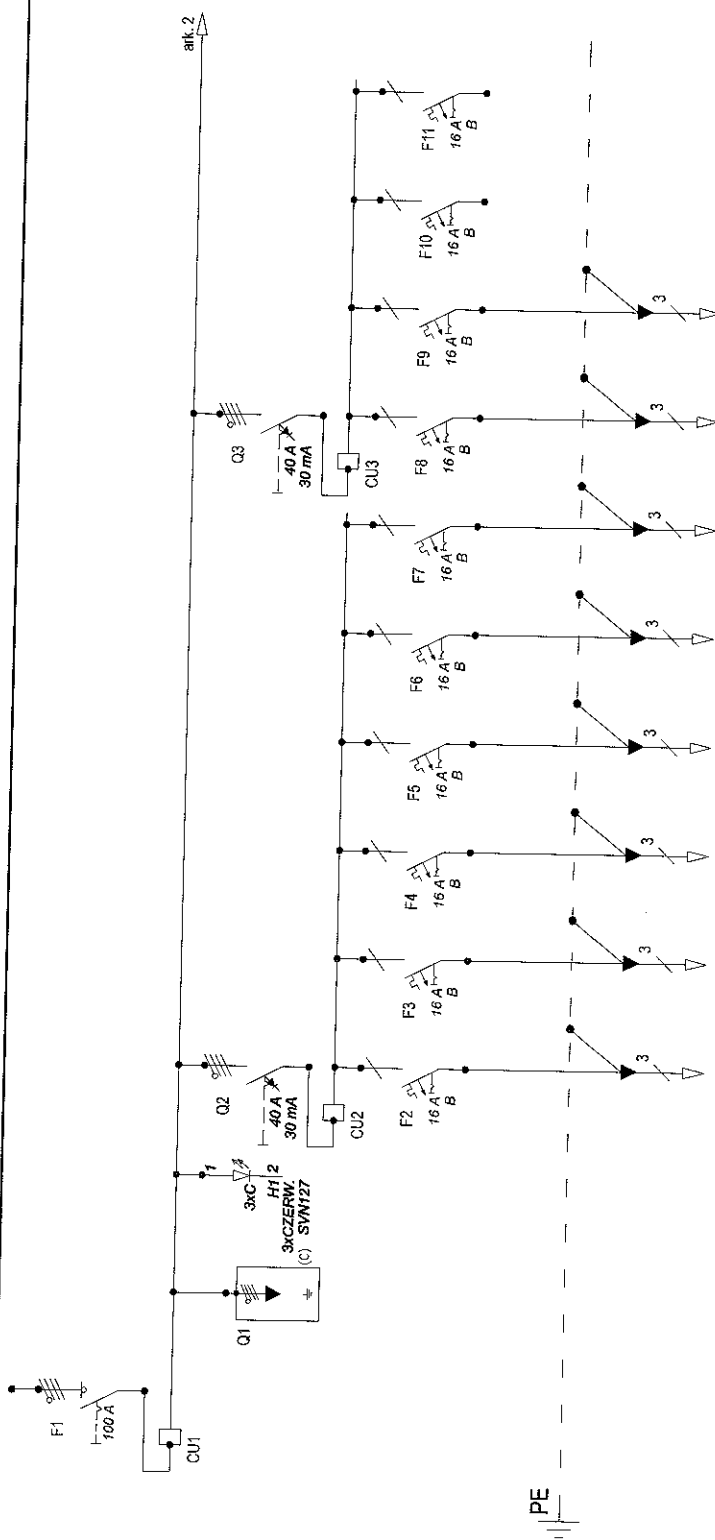 F1
100 A
CU1
Q1
(C)
1
3xC
H1 2
3xCZERW.
SVN127
Q2
40 A
30 mA
CU2
Q3
40 A
30 mA
CU3
ark. 2
F2
16 A
B
F3
16 A
B
F4
16 A
B
F5
16 A
B
F6
16 A
B
F7
16 A
B
F8
16 A
B
F9
16 A
B
F10
16 A
B
F11
16 A
B
PE
3
3
3
3
3
3
3
3